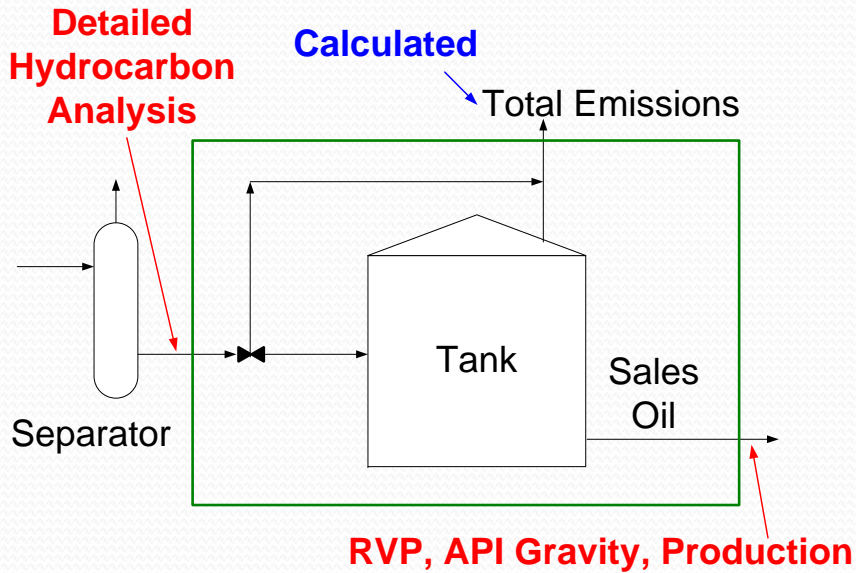 Detailed
Hydrocarbon
Analysis
Calculated
Total Emissions
Tank
Sales
Oil
Separator
RVP, API Gravity, Production